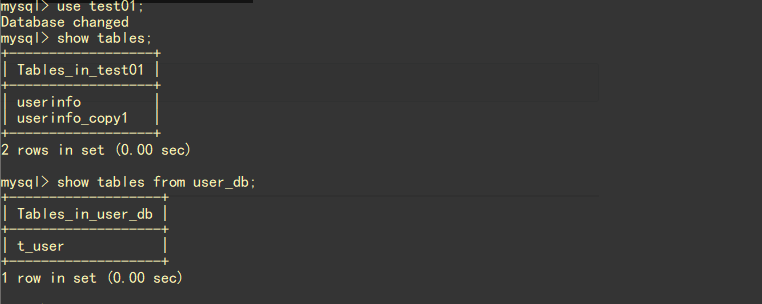 mysql> use test01;
Database changed
mysql> show tables;
+------------------+
| Tables_in_test01 |
+------------------+
| userinfo         |
| userinfo_copy1   |
+------------------+
2 rows in set (0.00 sec)
mysql> show tables from user_db;
+-------------------+
| Tables_in_user_db |
+-------------------+
| t_user            |
+-------------------+
1 row in set (0.00 sec)